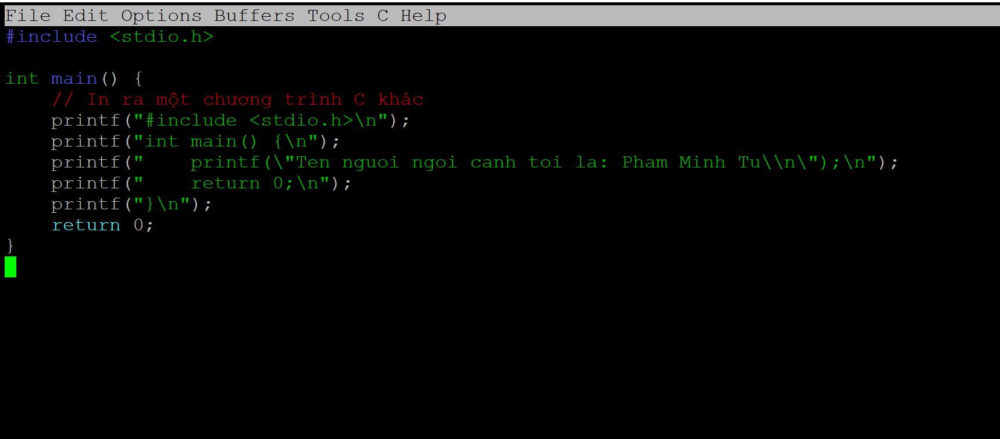 File Edit Options Buffers Tools C Help
#include <stdio.h>

int main() {
    // In ra một chương trình C khác
    printf("#include <stdio.h>\n");
    printf("int main() {\n");
    printf("    printf(\"Ten nguoi ngoi canh toi la: Pham Minh Tu\\n\");\n");
    printf("    return 0;\n");
    printf("}\n");
    return 0;
}